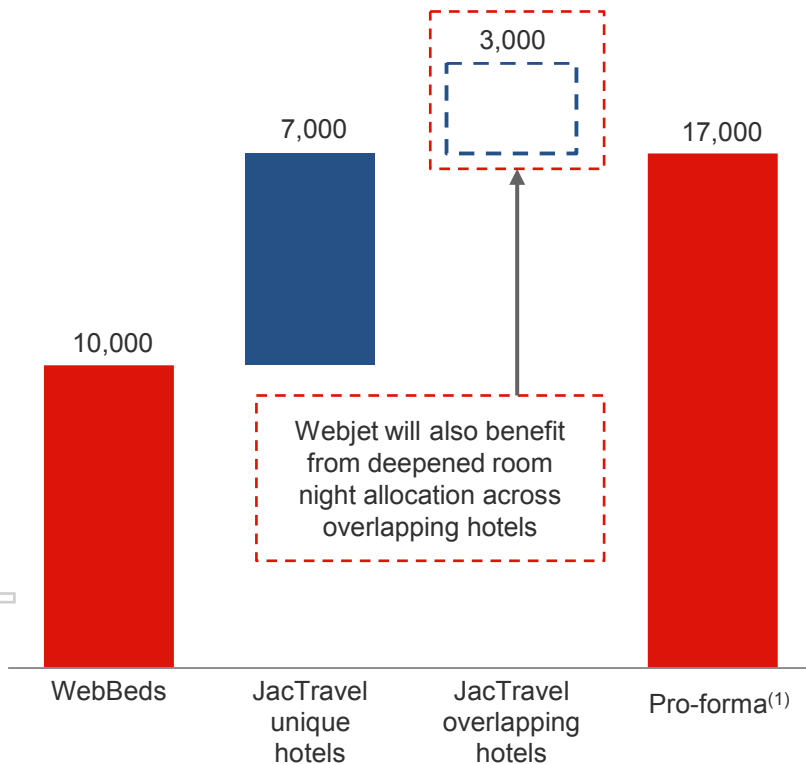 3,000
7,000
17,000
10,000
Webjet will also benefit
from deepened room
night allocation across
overlapping hotels
WebBeds
JacTravel
unique
hotels
JacTravel
overlapping
hotels
Pro-forma(1)